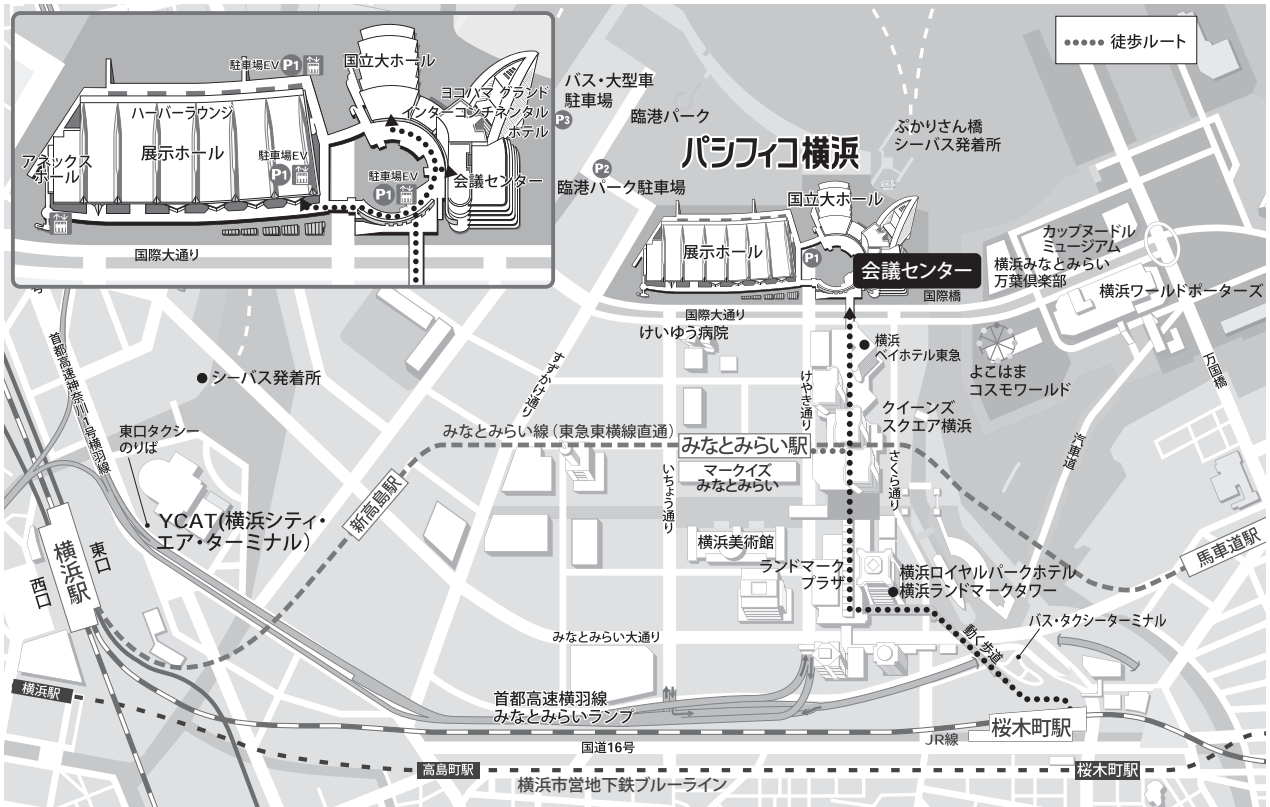 徒歩ルート
駐車場EV P1
国立大ホール
ヨコハマ グランド
インターコンチネンタル
ホテル
ハーバーラウンジ
展示ホール
アネックス
ホール
駐車場EV
P1
駐車場EV
P1
会議センター
国際大通り
バス・大型車
駐車場
P3
臨港パーク
P2
臨港パーク駐車場
ぷかりさん橋
シーバス発着所
パシフィコ横浜
国立大ホール
展示ホール
P1
会議センター
国際大通り
国際橋
カップヌードル
ミュージアム
横浜みなとみらい
万葉倶楽部
横浜ワールドポーターズ
よこはま
コスモワールド
万国橋
汽車道
けいゆう病院
横浜
ベイホテル東急
けやき通り
クイーンズ
スクエア横浜
さくら通り
すずかけ通り
いちょう通り
首都高速神奈川1号横羽線
シーバス発着所
東口タクシー
のりば
YCAT(横浜シティ・
エア・ターミナル)
みなとみらい線(東急東横線直通)
みなとみらい駅
マークイズ
みなとみらい
新高島駅
横浜美術館
ランドマーク
プラザ
横浜ロイヤルパークホテル
横浜ランドマークタワー
馬車道駅
バス・タクシーターミナル
動く歩道
みなとみらい大通り
東口
横浜駅
西口
横浜駅
首都高速横羽線
みなとみらいランプ
桜木町駅
JR線
国道16号
高島町駅
桜木町駅
横浜市営地下鉄ブルーライン